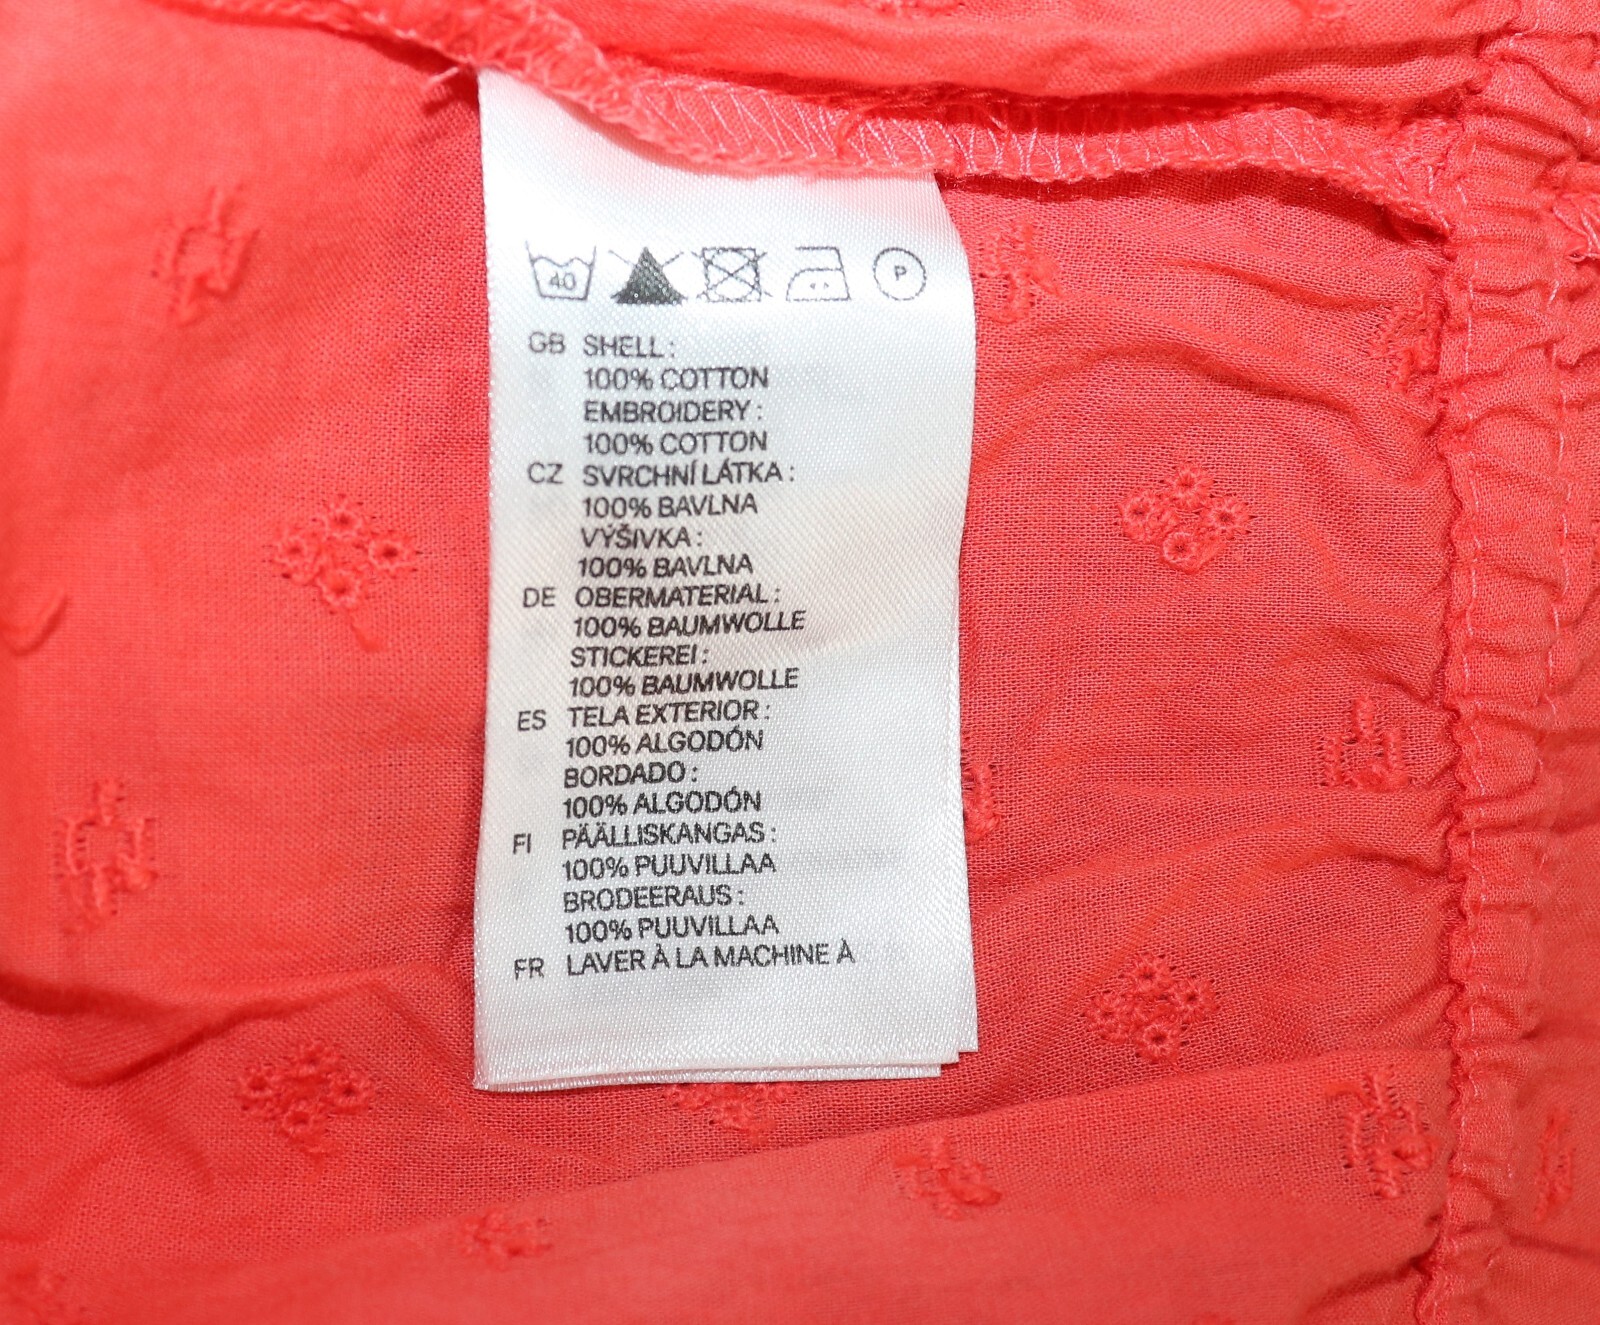 40 P
GB SHELL:
100% COTTON
EMBROIDERY:
100% COTTON
CZ SVRCHNÍ LÁTKA:
100% BAVLNA
VÝŠIVKA:
100% BAVLNA
DE OBERMATERIAL:
100% BAUMWOLLE
STICKEREI:
100% BAUMWOLLE
ES TELA EXTERIOR:
100% ALGODÓN
BORDADO:
100% ALGODÓN
FI PÄÄLLISKANGAS:
100% PUUVILLAA
BRODEERAUS:
100% PUUVILLAA
FR LAVER À LA MACHINE À